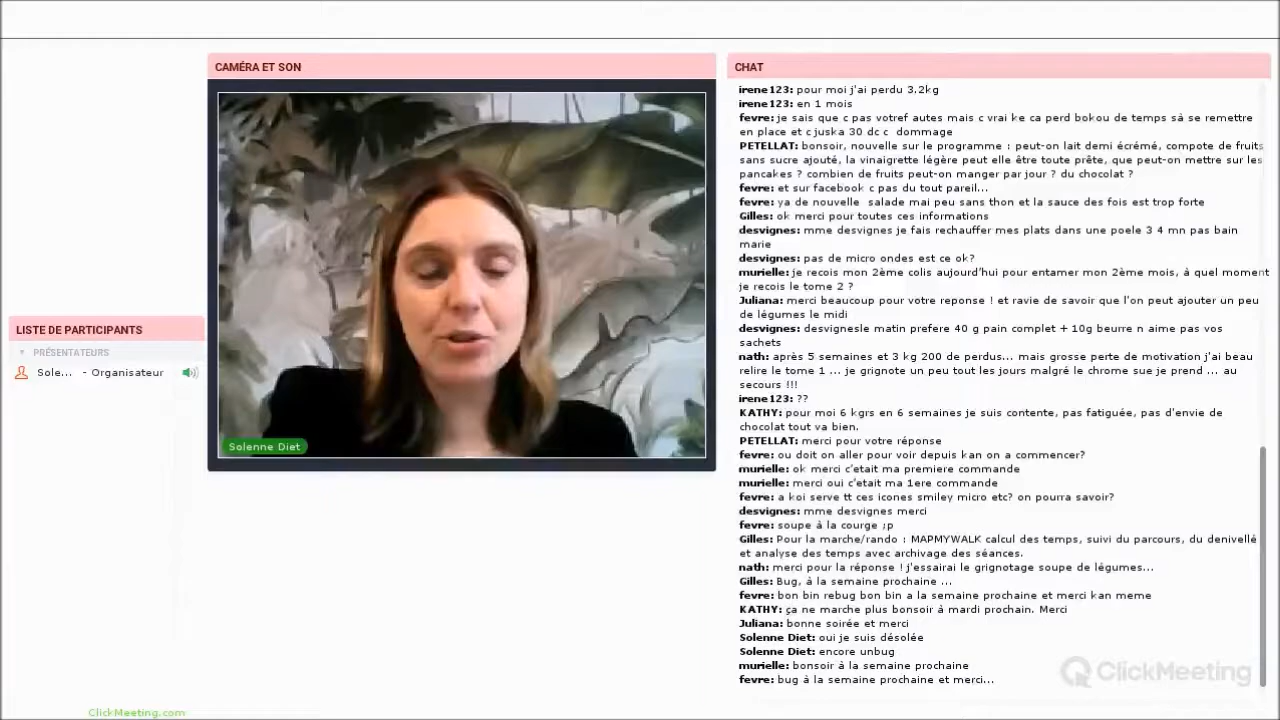 CAMÉRA ET SON
Solenne Diet
LISTE DE PARTICIPANTS
PRÉSENTATEURS
Sole... - Organisateur
CHAT
irene123: pour moi j'ai perdu 3.2kg
irene123: en 1 mois
fevre: je sais que c pas votref autes mais c vrai ke ca perd bokou de temps sà se remettre
en place et c juska 30 dc c dommage
PETELLAT: bonsoir, nouvelle sur le programme : peut-on lait demi écrémé, compote de fruits
sans sucre ajouté, la vinaigrette légère peut elle être toute prête, que peut-on mettre sur les
pancakes ? combien de fruits peut-on manger par jour ? du chocolat ?
fevre: et sur facebook c pas du tout pareil...
fevre: ya de nouvelle salade mai peu sans thon et la sauce des fois est trop forte
Gilles: ok merci pour toutes ces informations
desvignes: mme desvignes je fais rechauffer mes plats dans une poele 3 4 mn pas bain
marie
desvignes: pas de micro ondes est ce ok?
murielle: je recois mon 2ème colis aujourd'hui pour entamer mon 2ème mois, à quel moment
je recois le tome 2 ?
Juliana: merci beaucoup pour votre reponse ! et ravie de savoir que l'on peut ajouter un peu
de légumes le midi
desvignes: desvignesle matin prefere 40 g pain complet + 10g beurre n aime pas vos
sachets
nath: après 5 semaines et 3 kg 200 de perdus... mais grosse perte de motivation j'ai beau
relire le tome 1 ... je grignote un peu tout les jours malgré le chrome sue je prend ... au
secours !!!
irene123: ??
KATHY: pour moi 6 kgrs en 6 semaines je suis contente, pas fatiguée, pas d'envie de
chocolat tout va bien.
PETELLAT: merci pour votre réponse
fevre: ou doit on aller pour voir depuis kan on a commencer?
murielle: ok merci c'etait ma premiere commande
murielle: merci oui c'etait ma 1ere commande
fevre: a koi serve tt ces icones smiley micro etc? on pourra savoir?
desvignes: mme desvignes merci
fevre: soupe à la courge ;p
Gilles: Pour la marche/rando : MAPMYWALK calcul des temps, suivi du parcours, du denivellé
et analyse des temps avec archivage des séances.
nath: merci pour la réponse ! j'essairai le grignotage soupe de légumes...
Gilles: Bug, à la semaine prochaine ...
fevre: bon bin rebug bon bin a la semaine prochaine et merci kan meme
KATHY: ça ne marche plus bonsoir à mardi prochain. Merci
Juliana: bonne soirée et merci
Solenne Diet: oui je suis désolée
Solenne Diet: encore unbug
murielle: bonsoir à la semaine prochaine
fevre: bug à la semaine prochaine et merci...
ClickMeeting
ClickMeeting.com